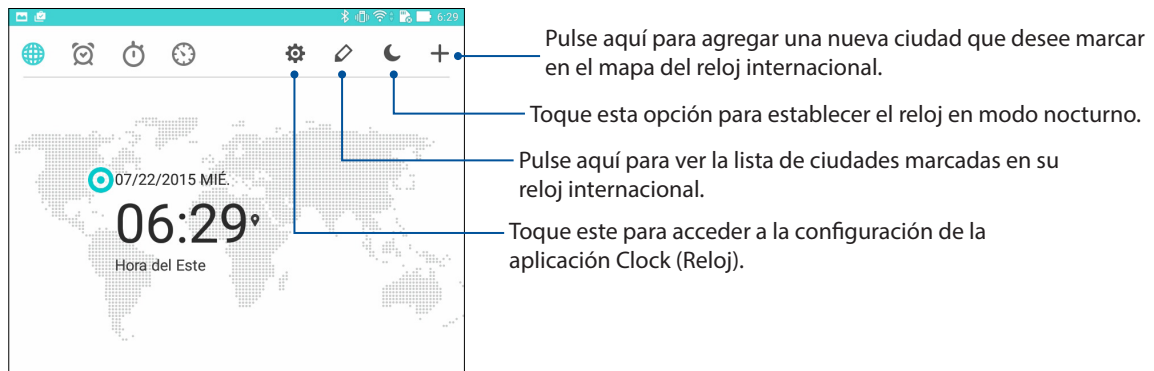 6:29
Pulse aquí para agregar una nueva ciudad que desee marcar
en el mapa del reloj internacional.
Toque esta opción para establecer el reloj en modo nocturno.
Pulse aquí para ver la lista de ciudades marcadas en su
reloj internacional.
07/22/2015 MIÉ.
06:29
Hora del Este
Toque este para acceder a la configuración de la
aplicación Clock (Reloj).